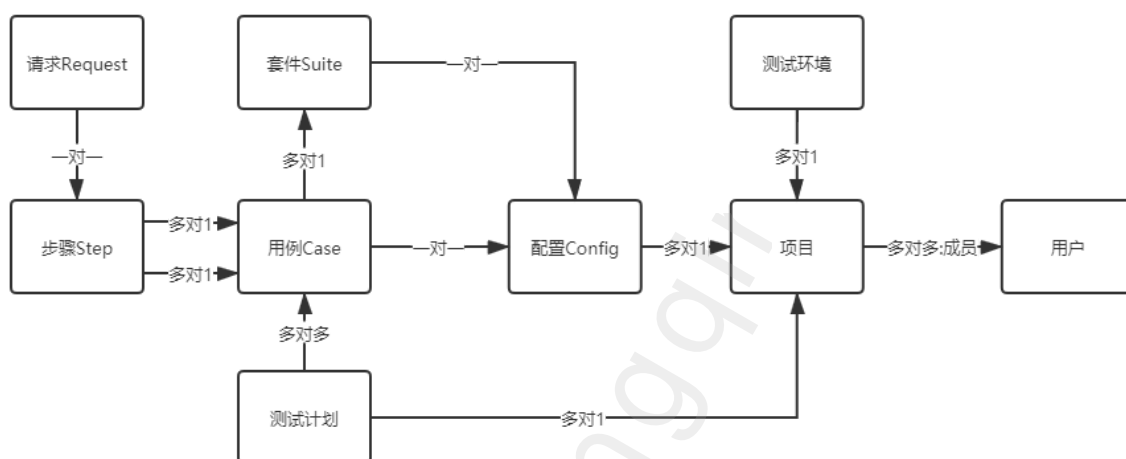 请求Request
套件Suite
一对一
测试环境
一对一
多对1
多对1
步骤Step
多对1
多对1
用例Case
一对一
配置Config
多对1
项目
多对多:成员
用户
多对多
测试计划
多对1